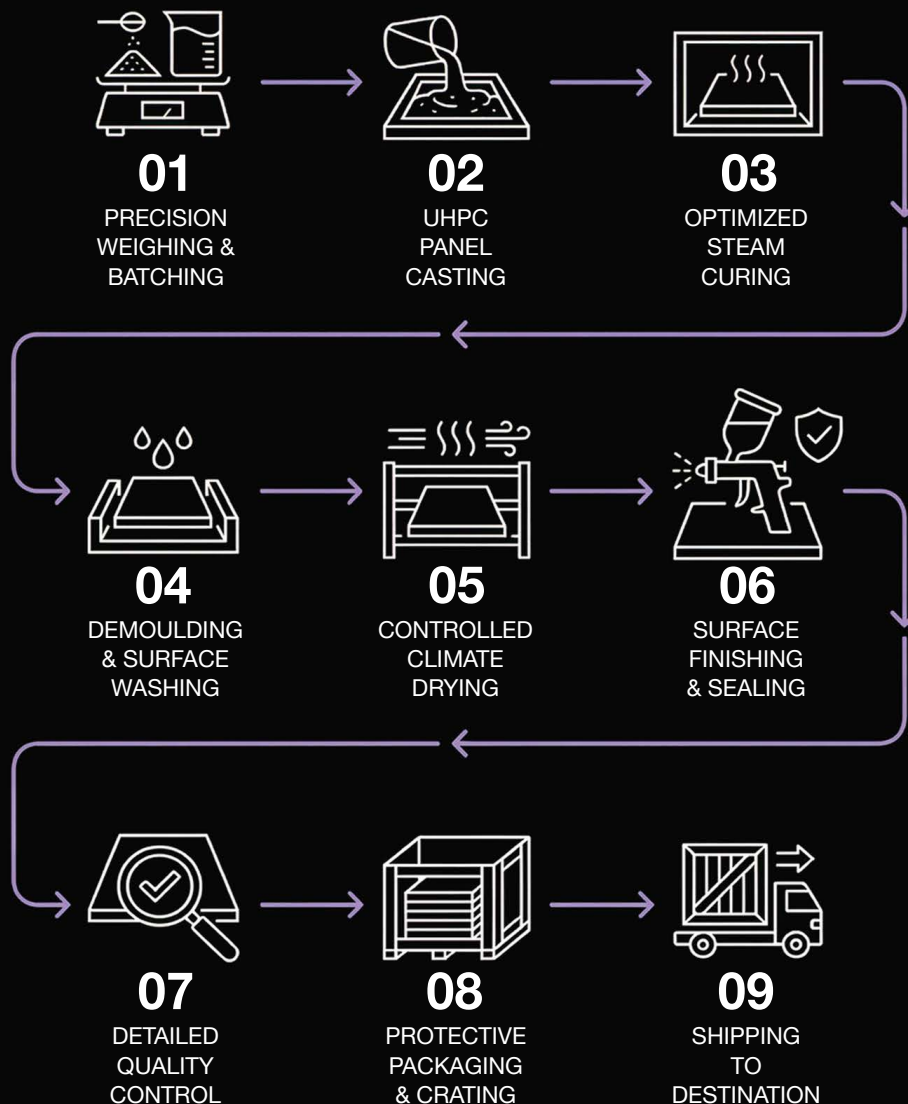 01
PRECISION
WEIGHING &
BATCHING
02
UHPC
PANEL
CASTING
03
OPTIMIZED
STEAM
CURING
04
DEMOULDING
& SURFACE
WASHING
05
CONTROLLED
CLIMATE
DRYING
06
SURFACE
FINISHING
& SEALING
07
DETAILED
QUALITY
CONTROL
08
PROTECTIVE
PACKAGING
& CRATING
09
SHIPPING
TO
DESTINATION